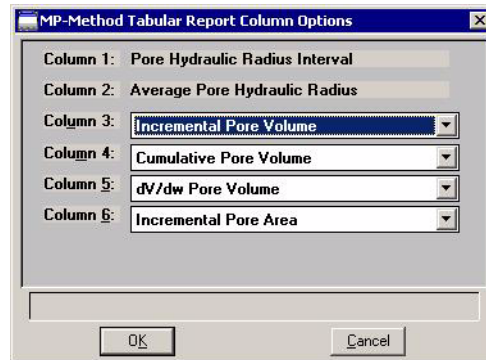 MP-Method Tabular Report Column Options
Column 1: Pore Hydraulic Radius Interval
Column 2: Average Pore Hydraulic Radius
Column 3: Incremental Pore Volume
Column 4: Cumulative Pore Volume
Column 5: dV/dw Pore Volume
Column 6: Incremental Pore Area
OK Cancel